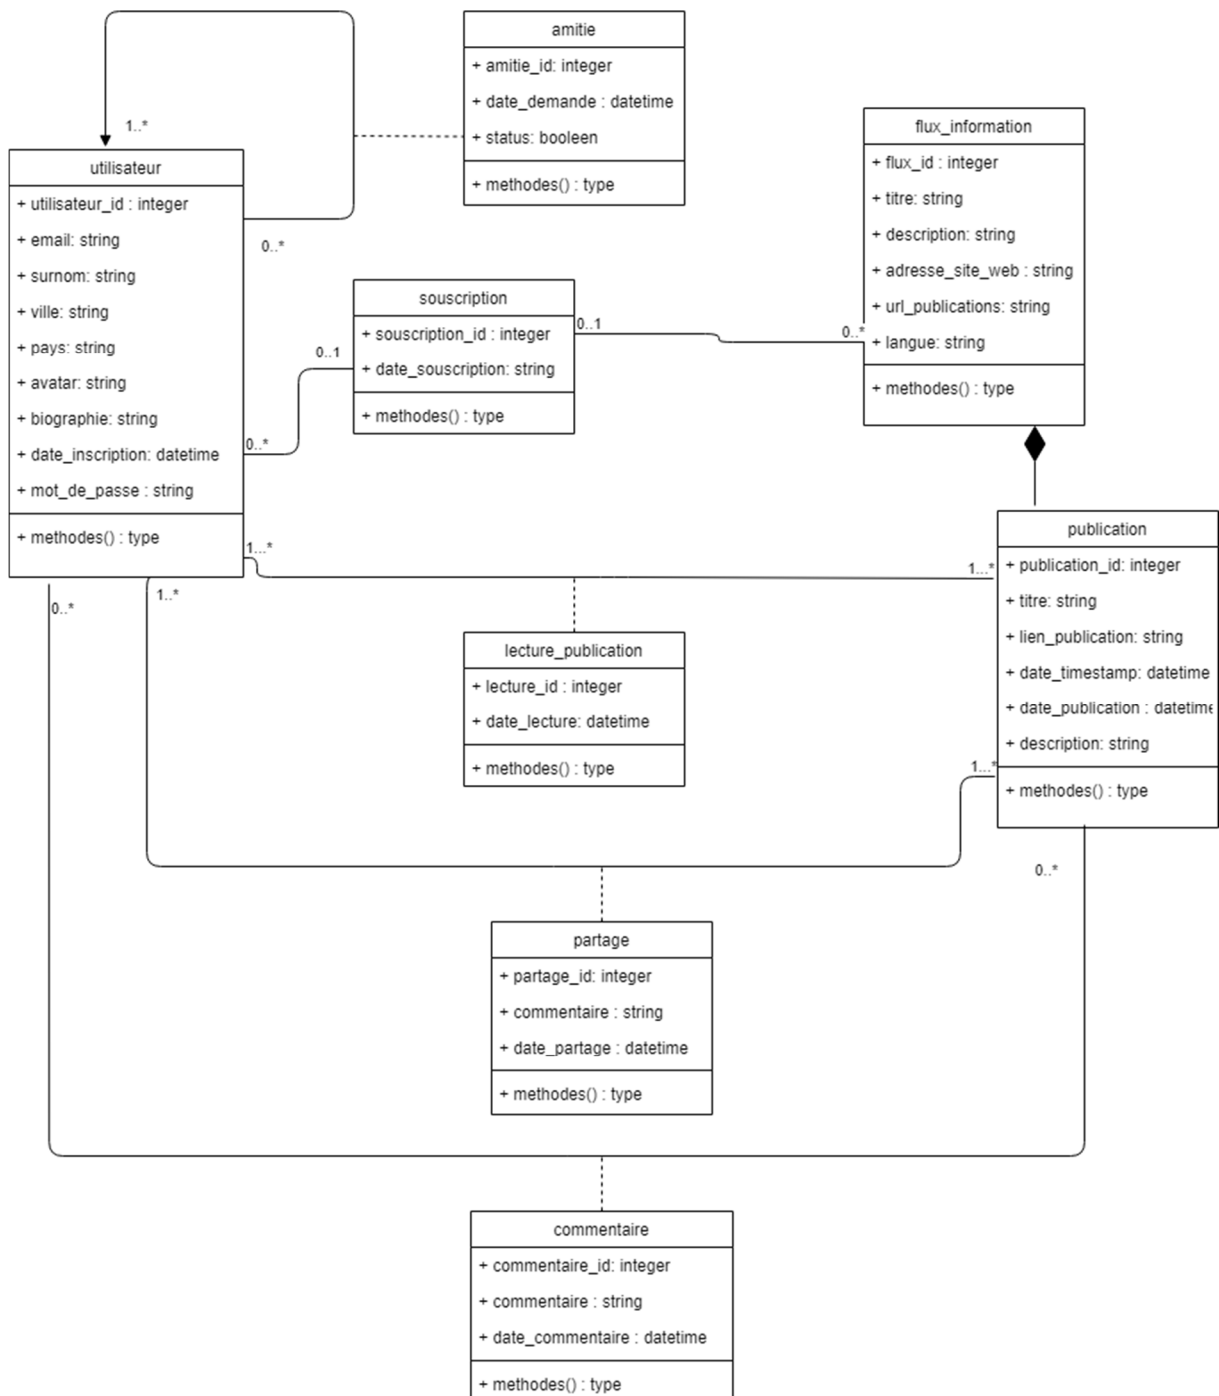 amitie
+ amitie_id: integer
+ date_demande : datetime
+ status: booleen
+ methodes() : type
1..*
utilisateur
+ utilisateur_id : integer
+ email: string
+ surnom: string
+ ville: string
+ pays: string
+ avatar: string
+ biographie: string
+ date_inscription: datetime
+ mot_de_passe : string
+ methodes() : type
0..*
flux_information
+ flux_id : integer
+ titre: string
+ description: string
+ adresse_site_web : string
+ url_publications: string
+ langue: string
+ methodes() : type
souscription
+ souscription_id : integer
+ date_souscription: string
+ methodes() : type
0..1
0..*
0..1
0..*
publication
+ publication_id: integer
+ titre: string
+ lien_publication: string
+ date_timestamp: datetime
+ date_publication : datetime
+ description: string
+ methodes() : type
1...*
1...*
0..*
1..*
lecture_publication
+ lecture_id : integer
+ date_lecture: datetime
+ methodes() : type
1...*
0..*
partage
+ partage_id: integer
+ commentaire : string
+ date_partage : datetime
+ methodes() : type
commentaire
+ commentaire_id: integer
+ commentaire : string
+ date_commentaire : datetime
+ methodes() : type